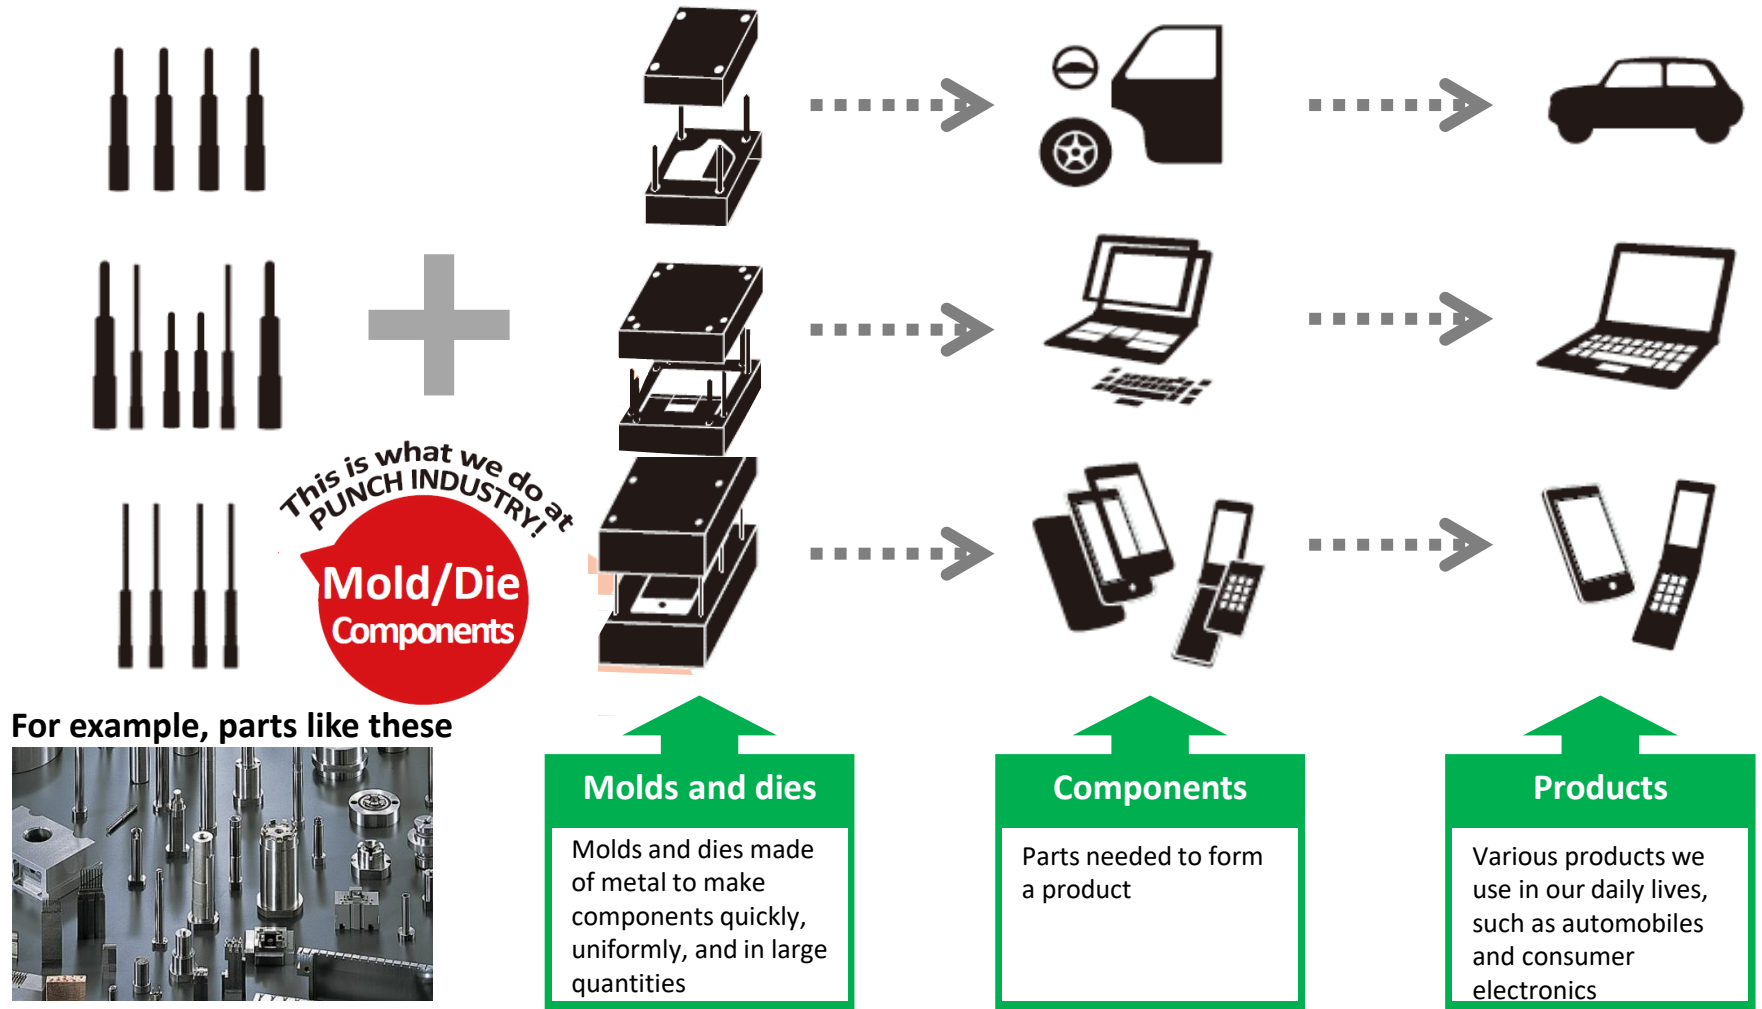 This is what we do at
PUNCH INDUSTRY!
Mold/Die
Components
For example, parts like these
Molds and dies
Molds and dies made
of metal to make
components quickly,
uniformly, and in large
quantities
Components
Parts needed to form
a product
Products
Various products we
use in our daily lives,
such as automobiles
and consumer
electronics